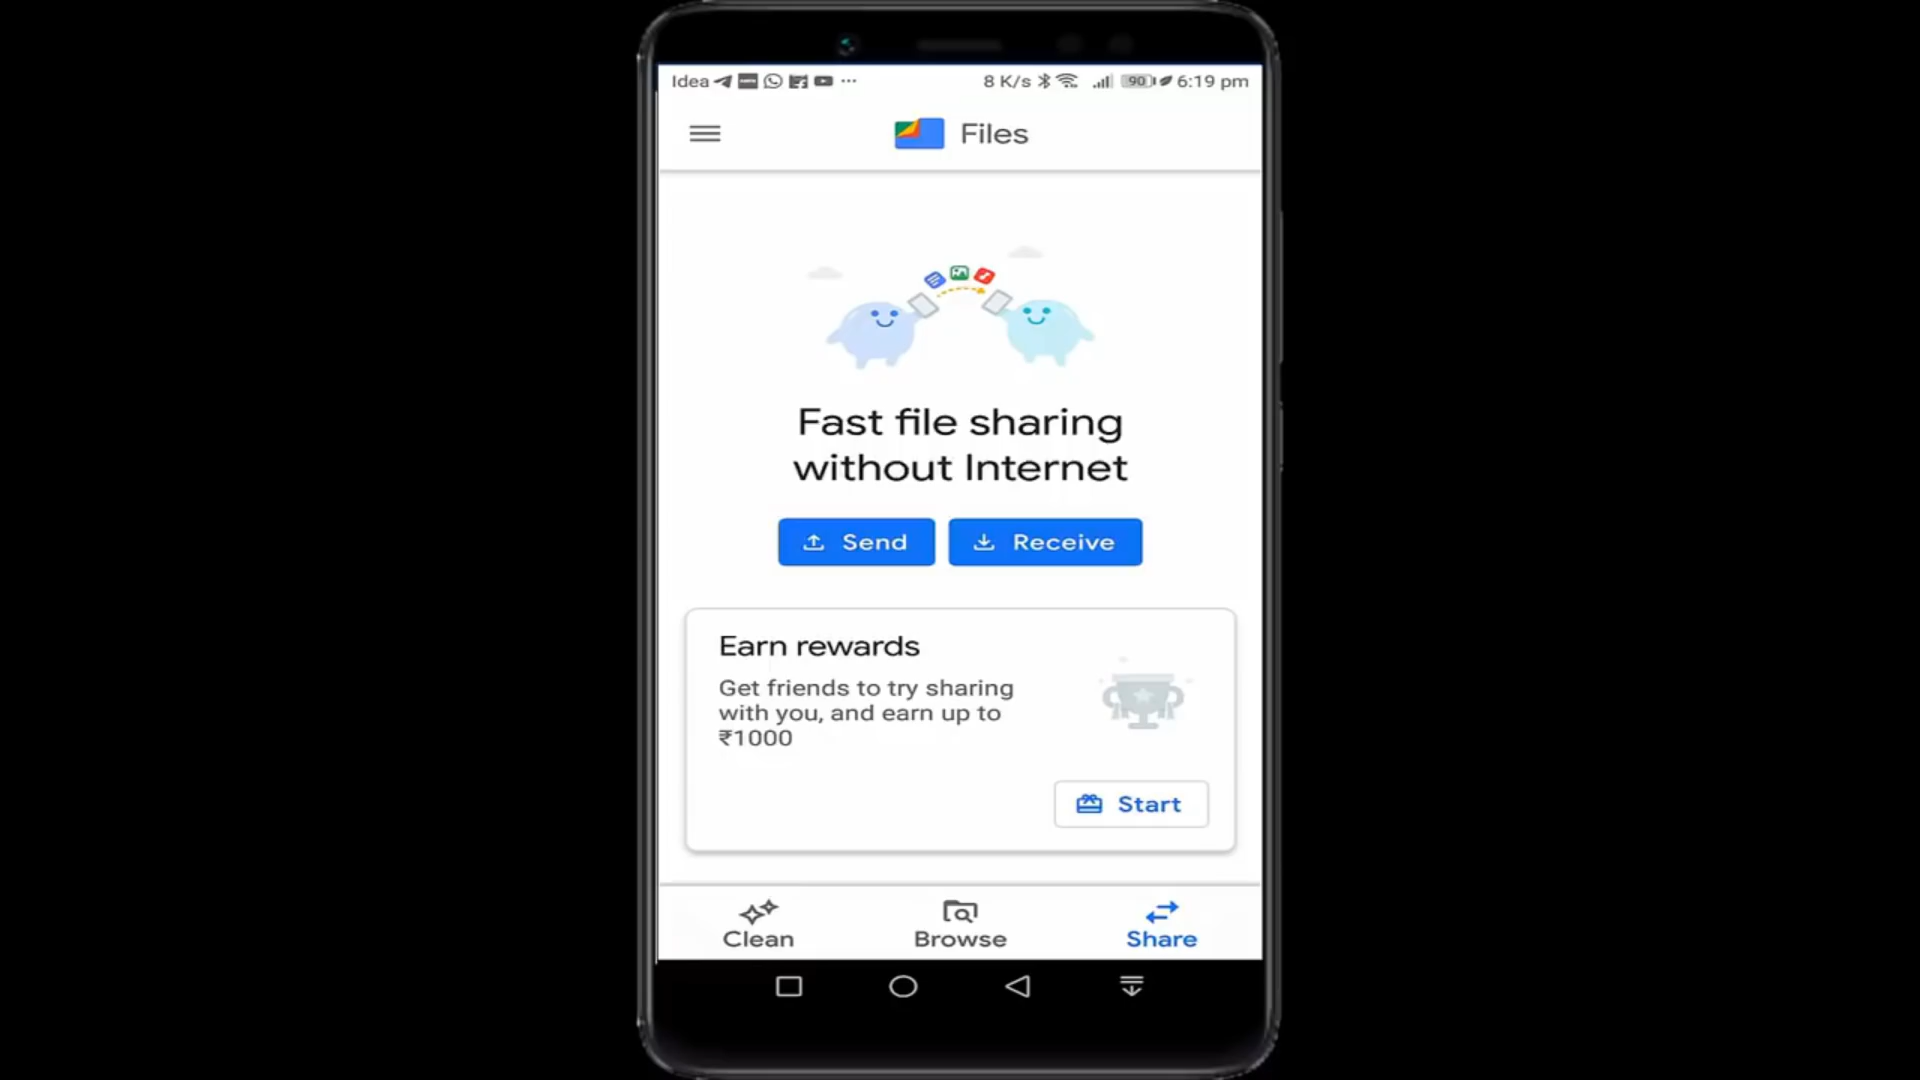 Idea 8 K/s 90 6:19 pm
Files
Fast file sharing
without Internet
Send Receive
Earn rewards
Get friends to try sharing
with you, and earn up to
₹1000
Start
Clean Browse Share